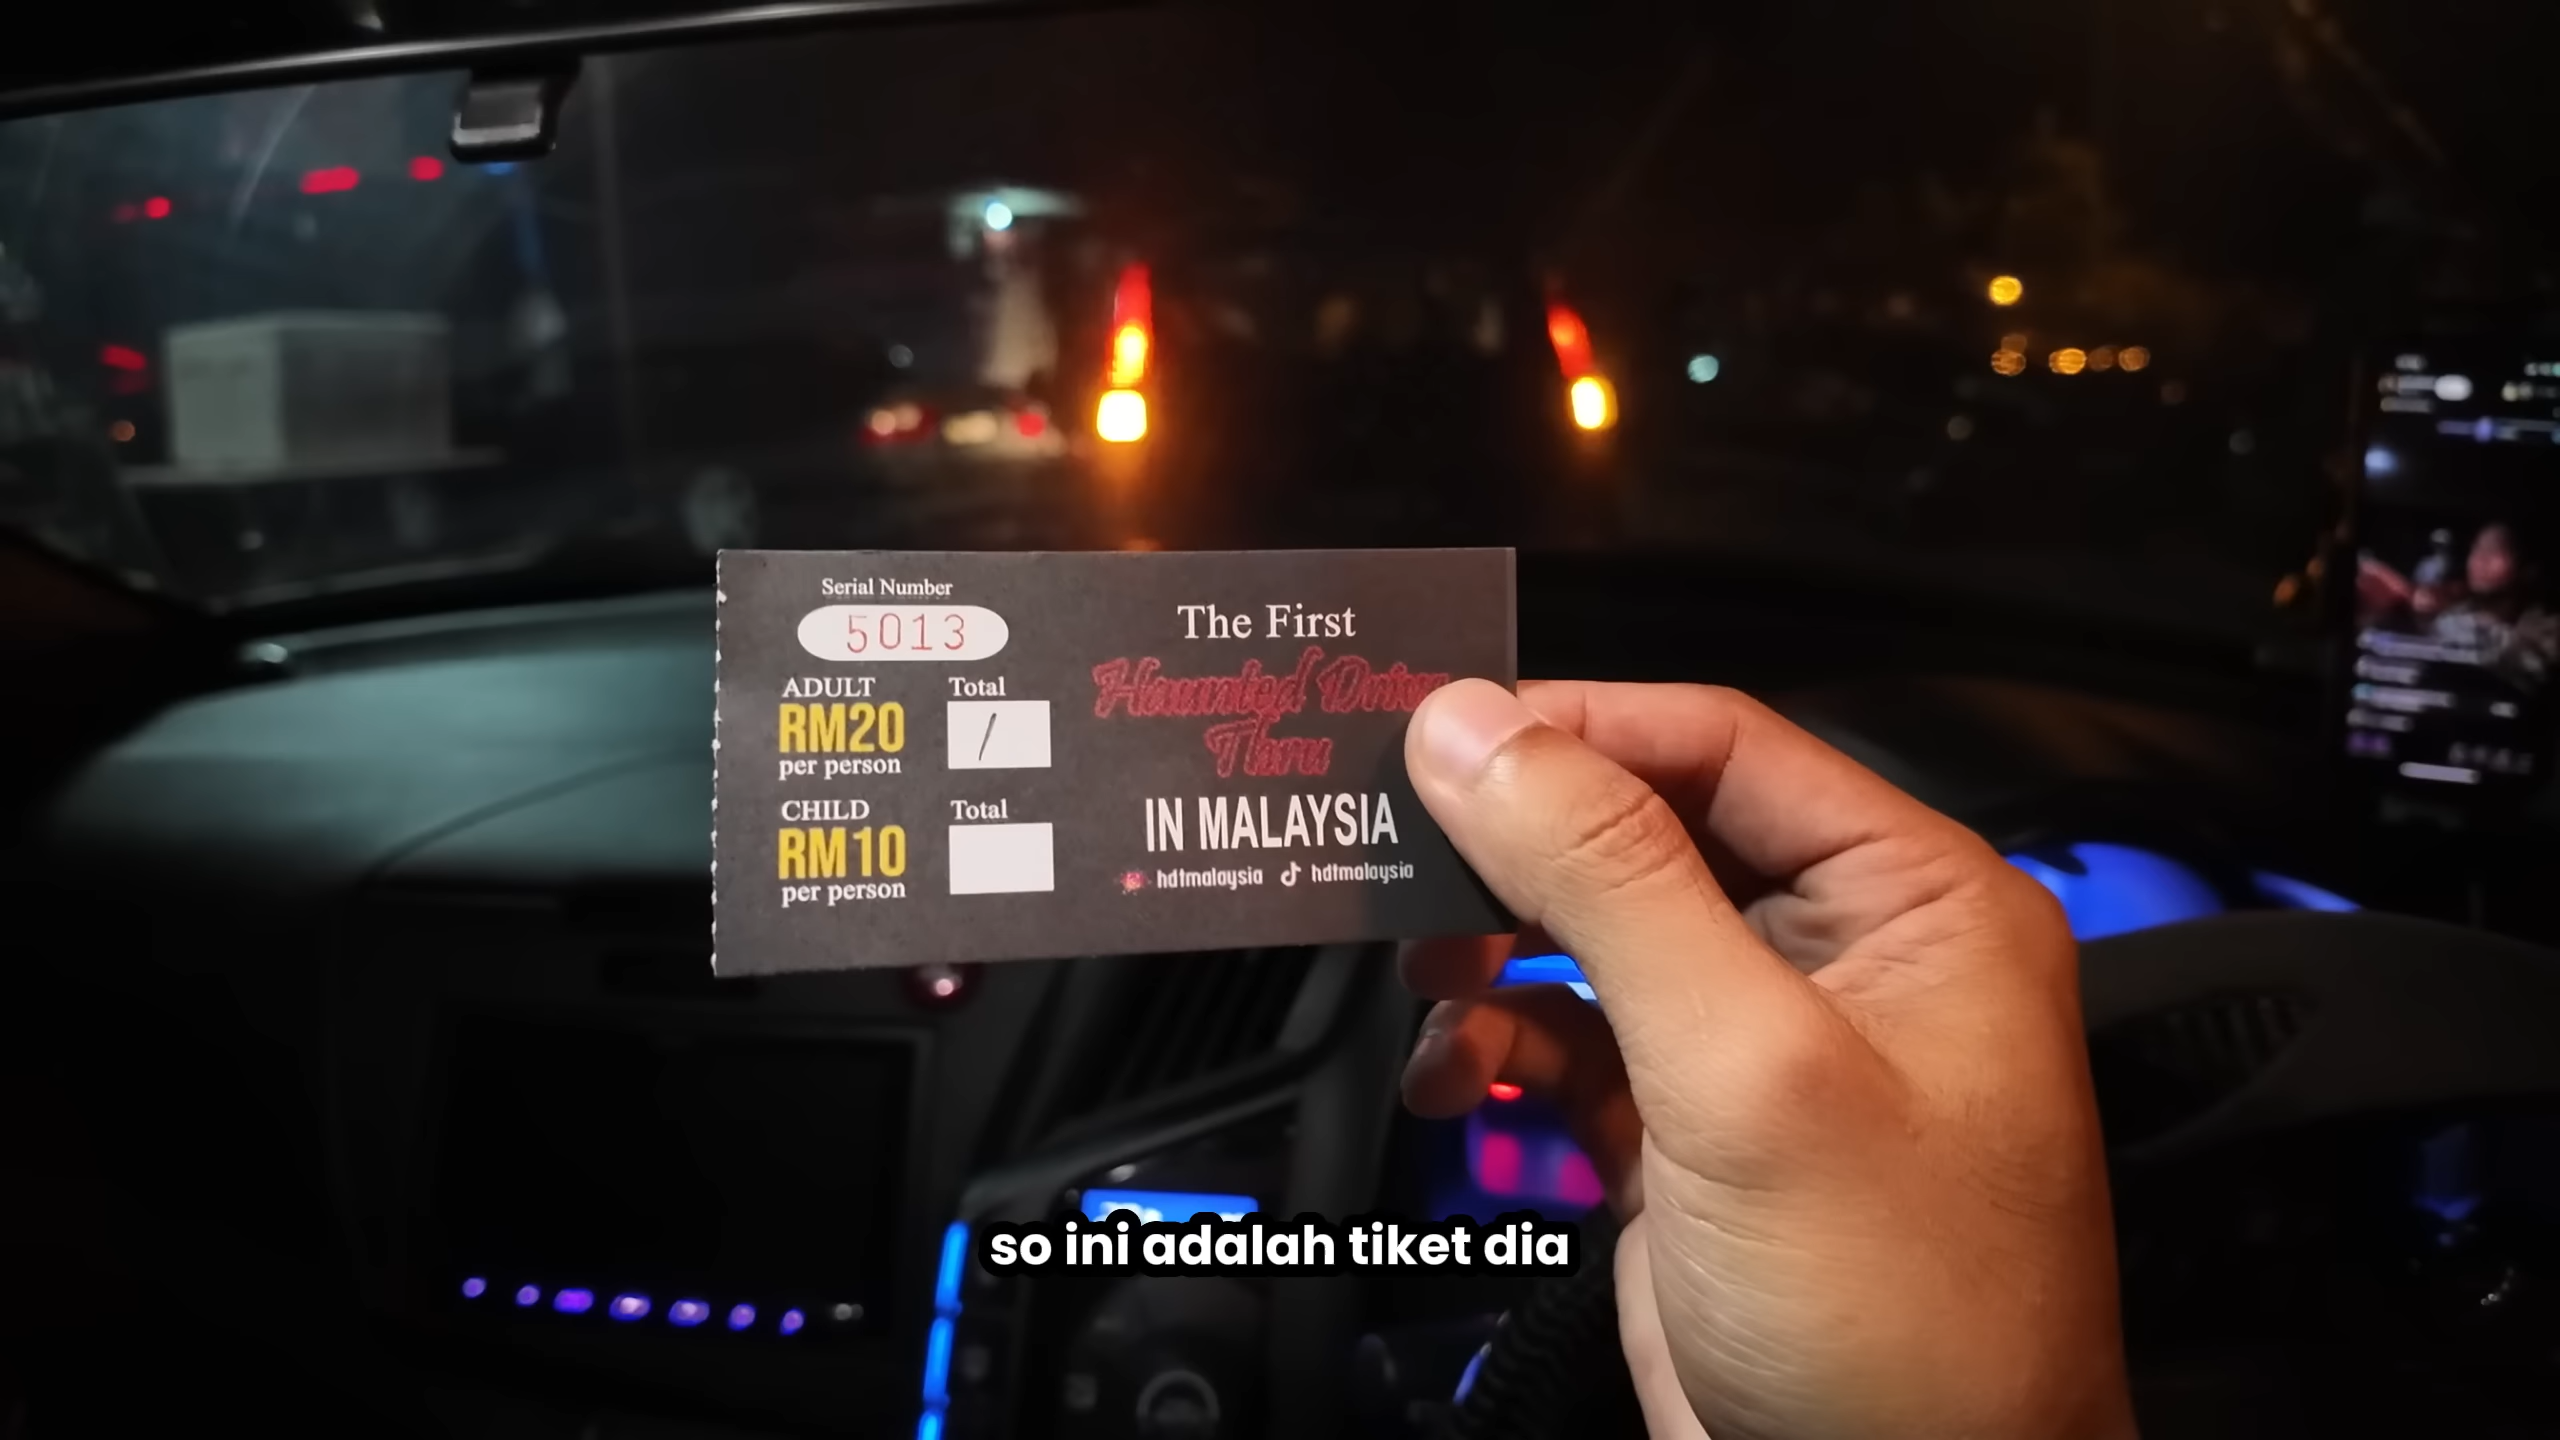 Serial Number
5013
ADULT
RM20
per person
Total
/
CHILD
RM10
per person
Total
The First
Haunted Drive
Thru
IN MALAYSIA
hdtmalaysia hdtmalaysia
so ini adalah tiket dia